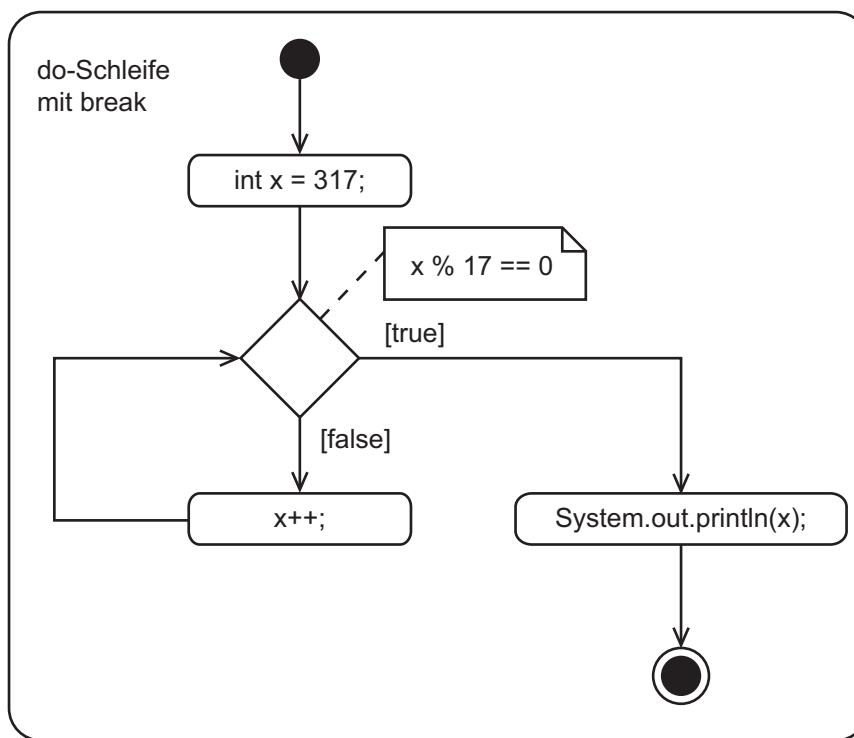 do-Schleife
mit break
int x = 317;
x % 17 == 0
[true]
[false]
x++;
System.out.println(x);